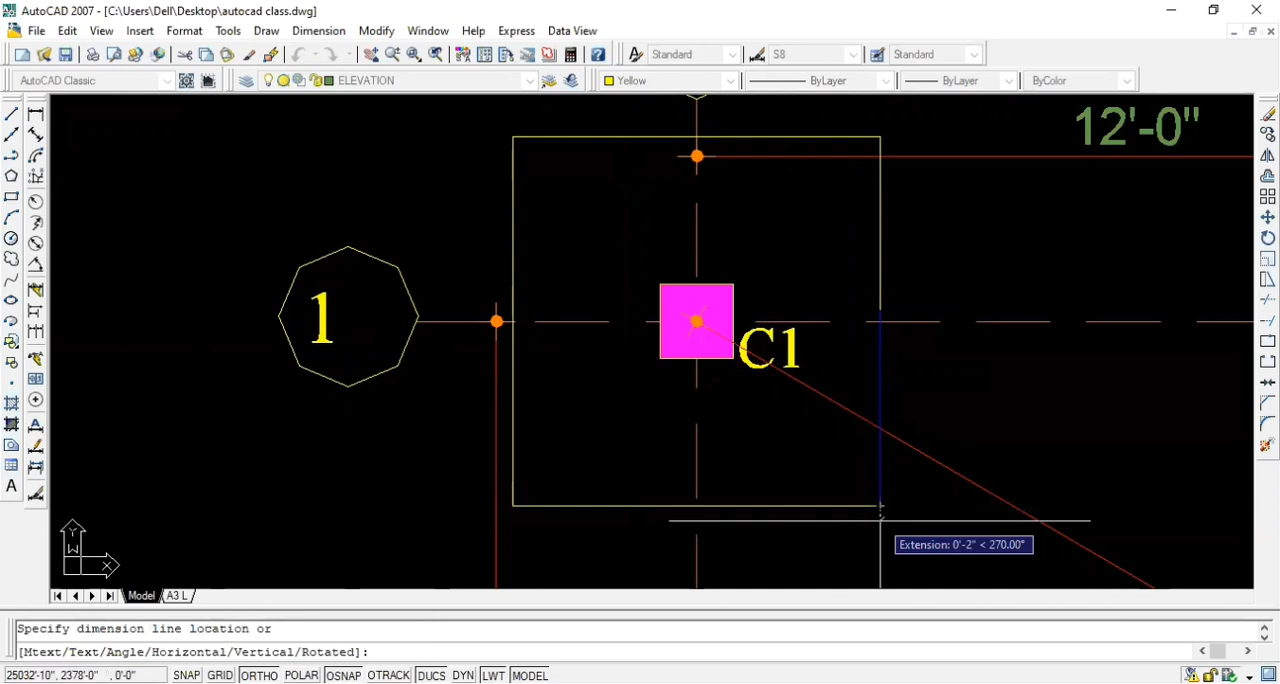 AutoCAD 2007 - [C:\Users\Dell\Desktop\autocad class.dwg]
File Edit View Insert Format Tools Draw Dimension Modify Window Help Express Data View
Standard S8 Standard
AutoCAD Classic ELEVATION Yellow ByLayer ByLayer ByColor
12'-0"
1
C1
Extension: 0'-2" < 270.00°
Y
W
X
Model A3 L
Specify dimension line location or
[Mtext/Text/Angle/Horizontal/Vertical/Rotated]:
25032'-10", 2378'-0" , 0'-0" SNAP GRID ORTHO POLAR OSNAP OTRACK DUCS DYN LWT MODEL